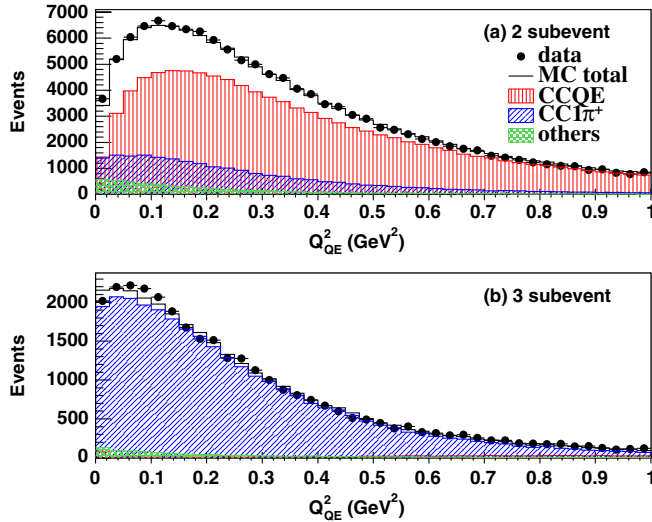 7000
6000
5000
4000
3000
2000
1000
0
Events
(a) 2 subevent
data
MC total
CCQE
CC1π⁺
others
0 0.1 0.2 0.3 0.4 0.5 0.6 0.7 0.8 0.9 1
Q²QE (GeV²)
2000
1500
1000
500
0
Events
(b) 3 subevent
0 0.1 0.2 0.3 0.4 0.5 0.6 0.7 0.8 0.9 1
Q²QE (GeV²)